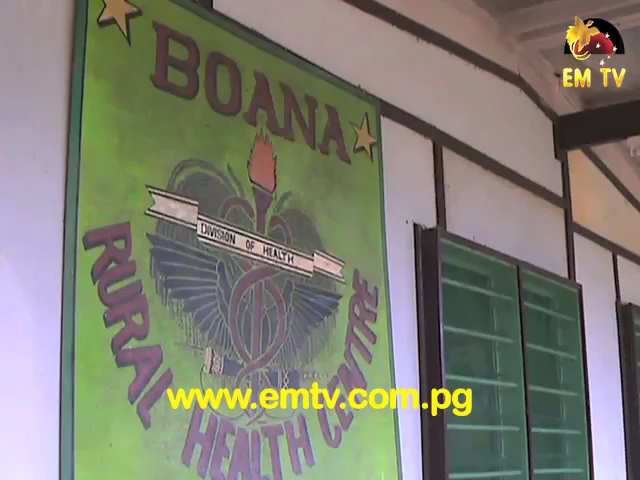 EM TV
BOANA
DIVISION OF HEALTH
RURAL HEALTH CENTRE
www.emtv.com.pg